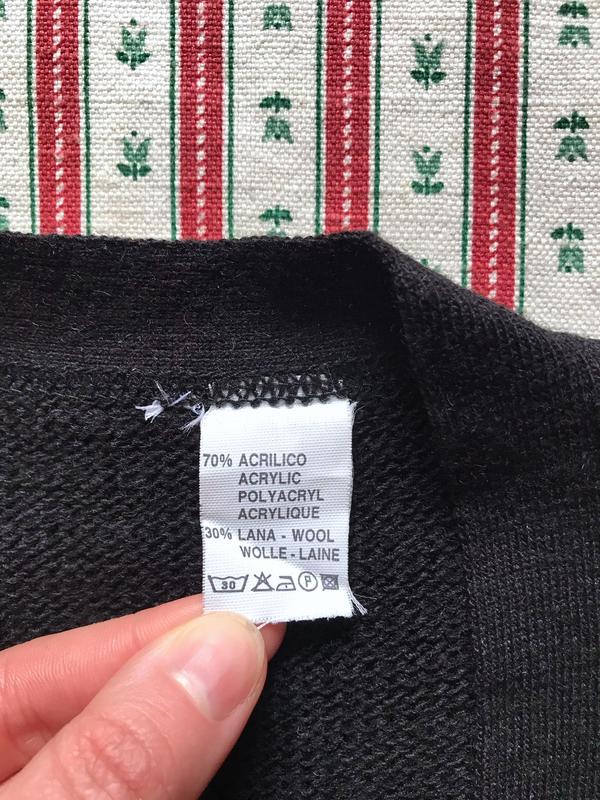 70% ACRILICO
ACRYLIC
POLYACRYL
ACRYLIQUE
30% LANA - WOOL
WOLLE - LAINE
30 P